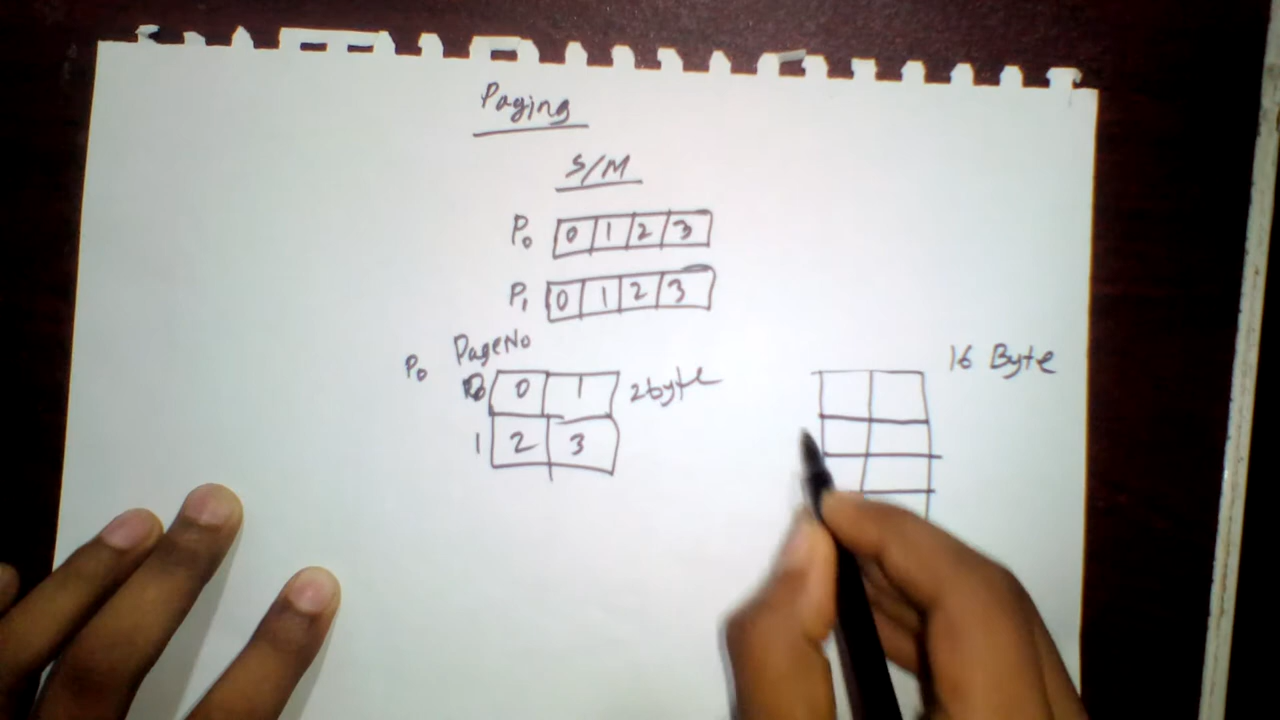 Paging
S/M
P0 0 1 2 3
P1 0 1 2 3
P0 PageNo
0 0 1 2byte
1 2 3
16 Byte